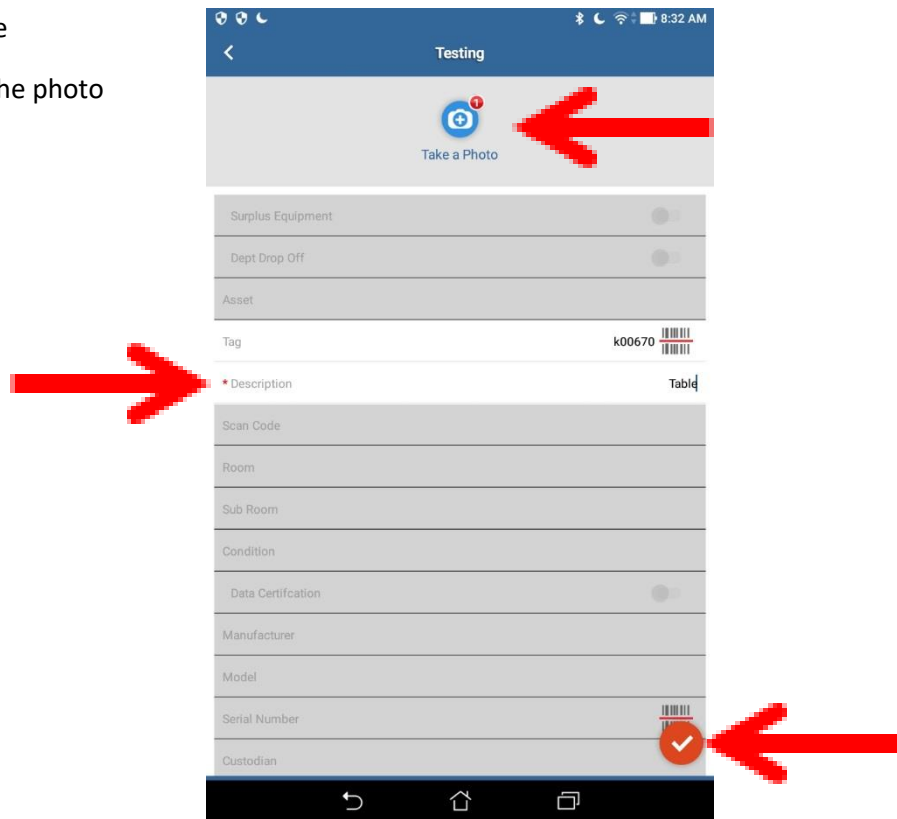 e
he photo
8:32 AM
Testing
1
Take a Photo
Surplus Equipment
Dept Drop Off
Asset
Tag k00670
* Description Table
Scan Code
Room
Sub Room
Condition
Data Certifcation
Manufacturer
Model
Serial Number
Custodian